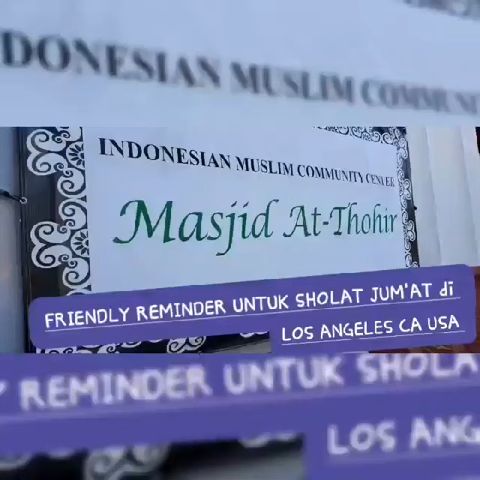 DONESIAN MUSLIM COMMUNI
INDONESIAN MUSLIM COMMUNITY CENTER
Masjid At-Thohir
FRIENDLY REMINDER UNTUK SHOLAT JUM'AT di
LOS ANGELES CA USA
REMINDER UNTUK SHOLA
LOS ANG